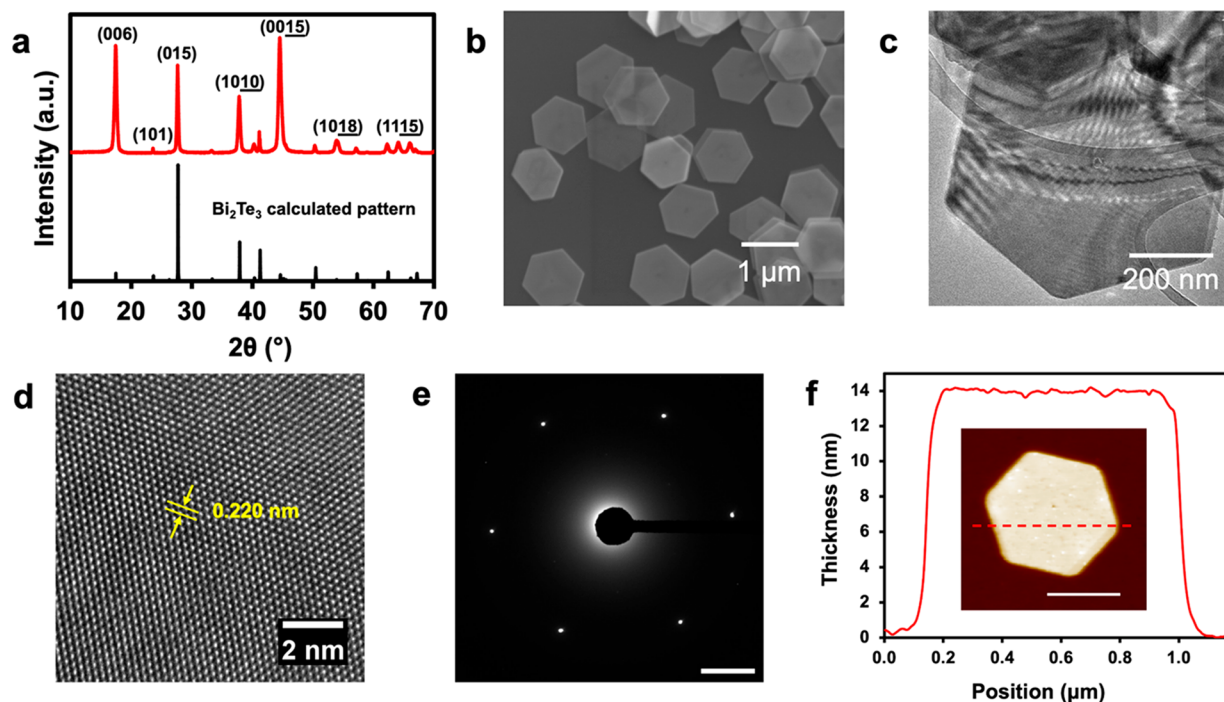 a
Intensity (a.u.)
(006)
(101)
(015)
(1010)
(0015)
(1018)
(1115)
Bi₂Te₃ calculated pattern
10 20 30 40 50 60 70
2θ (°)
b
1 µm
c
200 nm
d
0.220 nm
2 nm
e
f
Thickness (nm)
14
12
10
8
6
4
2
0
0.0 0.2 0.4 0.6 0.8 1.0
Position (µm)